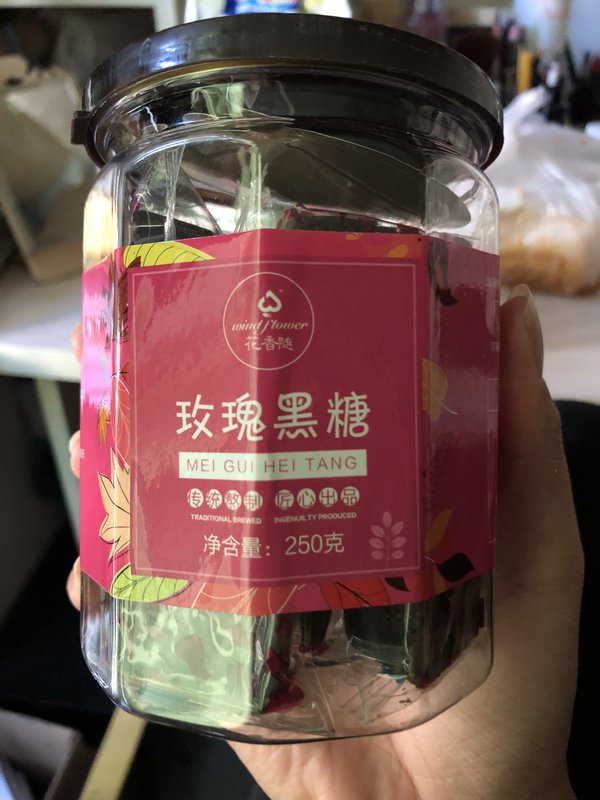 wind flower
花香随
玫瑰黑糖
MEI GUI HEI TANG
传统熬制 匠心出品
TRADITIONAL BREWED INGENUILTY PRODUCED
净含量：250克